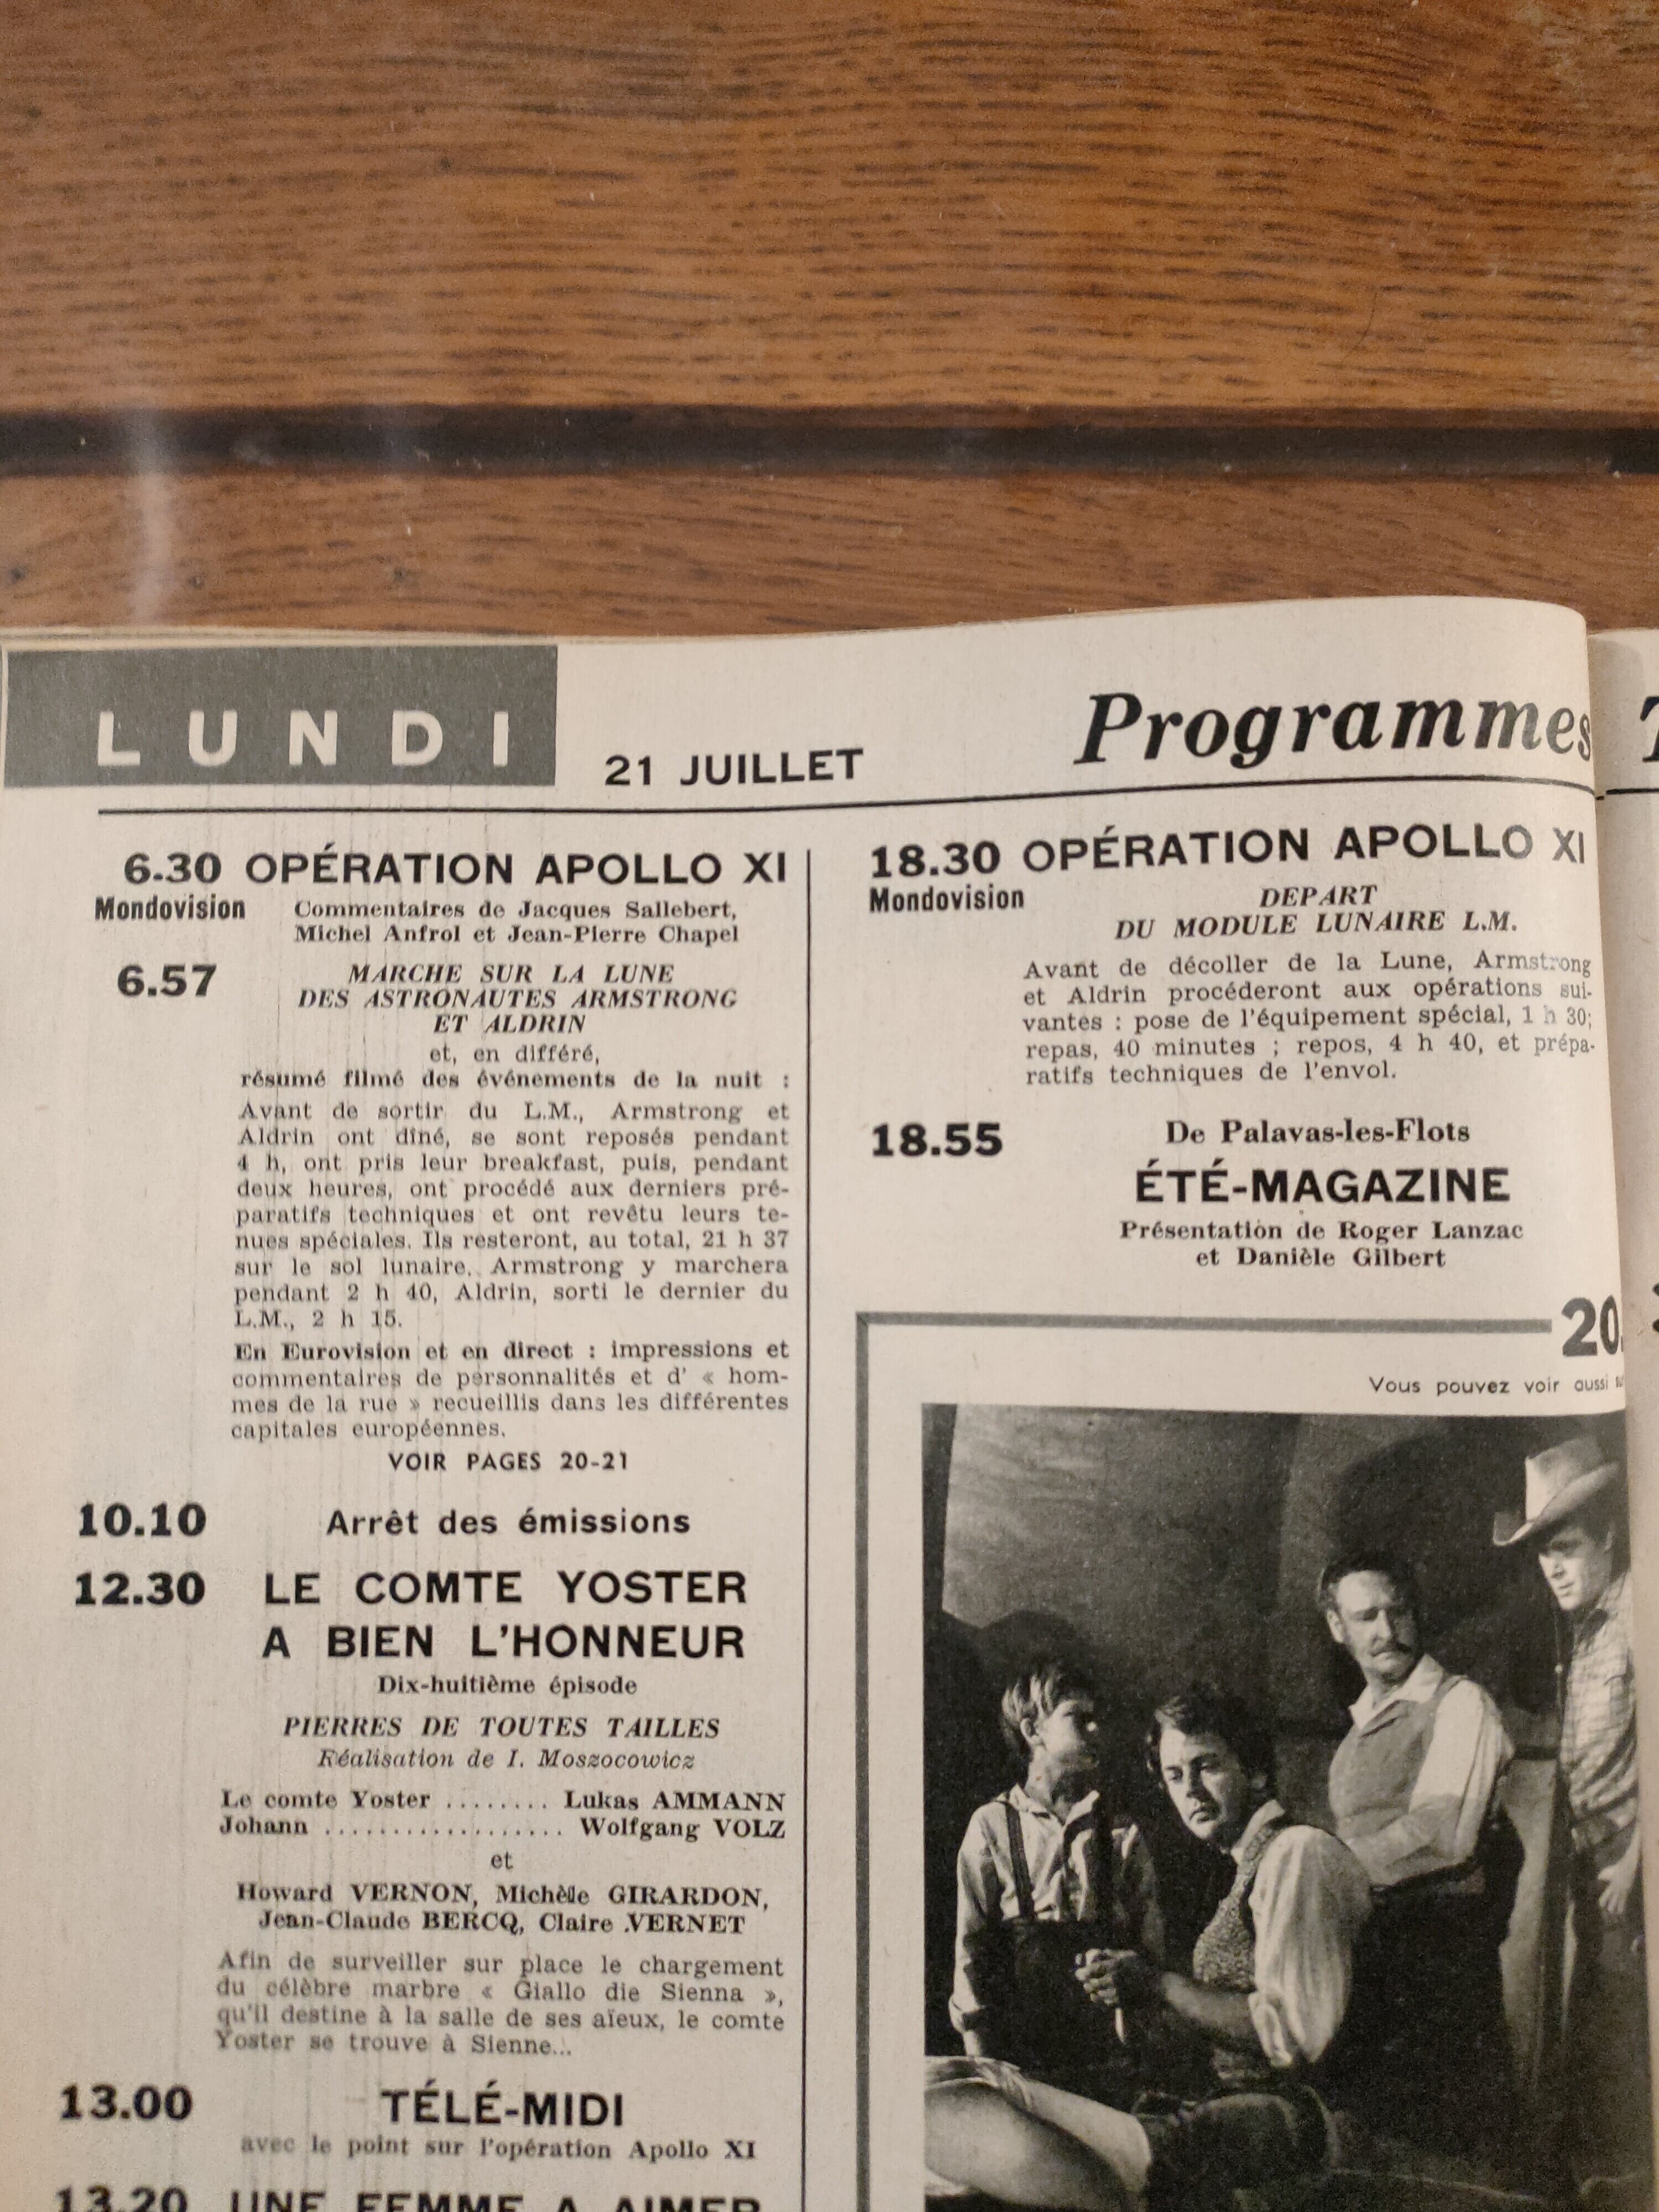 LUNDI 21 JUILLET
Programmes
6.30 OPÉRATION APOLLO XI
Mondovision
Commentaires de Jacques Sallebert,
Michel Anfrol et Jean-Pierre Chapel
6.57
MARCHE SUR LA LUNE
DES ASTRONAUTES ARMSTRONG
ET ALDRIN
et, en différé,
résumé filmé des événements de la nuit :
Avant de sortir du L.M., Armstrong et
Aldrin ont dîné, se sont reposés pendant
4 h, ont pris leur breakfast, puis, pendant
deux heures, ont procédé aux derniers pré-
paratifs techniques et ont revêtu leurs te-
nues spéciales. Ils resteront, au total, 21 h 37
sur le sol lunaire. Armstrong y marchera
pendant 2 h 40, Aldrin, sorti le dernier du
L.M., 2 h 15.
En Eurovision et en direct : impressions et
commentaires de personnalités et d' « hom-
mes de la rue » recueillis dans les différentes
capitales européennes.
VOIR PAGES 20-21
10.10 Arrêt des émissions
12.30 LE COMTE YOSTER
A BIEN L'HONNEUR
Dix-huitième épisode
PIERRES DE TOUTES TAILLES
Réalisation de I. Moszocowicz
Le comte Yoster ........ Lukas AMMANN
Johann .................. Wolfgang VOLZ
et
Howard VERNON, Michèle GIRARDON,
Jean-Claude BERCQ, Claire .VERNET
Afin de surveiller sur place le chargement
du célèbre marbre « Giallo die Sienna »,
qu'il destine à la salle de ses aïeux, le comte
Yoster se trouve à Sienne...
13.00 TÉLÉ-MIDI
avec le point sur l'opération Apollo XI
13.20 UNE FEMME A AIMER
18.30 OPÉRATION APOLLO XI
Mondovision
DEPART
DU MODULE LUNAIRE L.M.
Avant de décoller de la Lune, Armstrong
et Aldrin procéderont aux opérations sui-
vantes : pose de l'équipement spécial, 1 h 30;
repas, 40 minutes ; repos, 4 h 40, et prépa-
ratifs techniques de l'envol.
18.55
De Palavas-les-Flots
ÉTÉ-MAGAZINE
Présentation de Roger Lanzac
et Danièle Gilbert
20.
Vous pouvez voir aussi